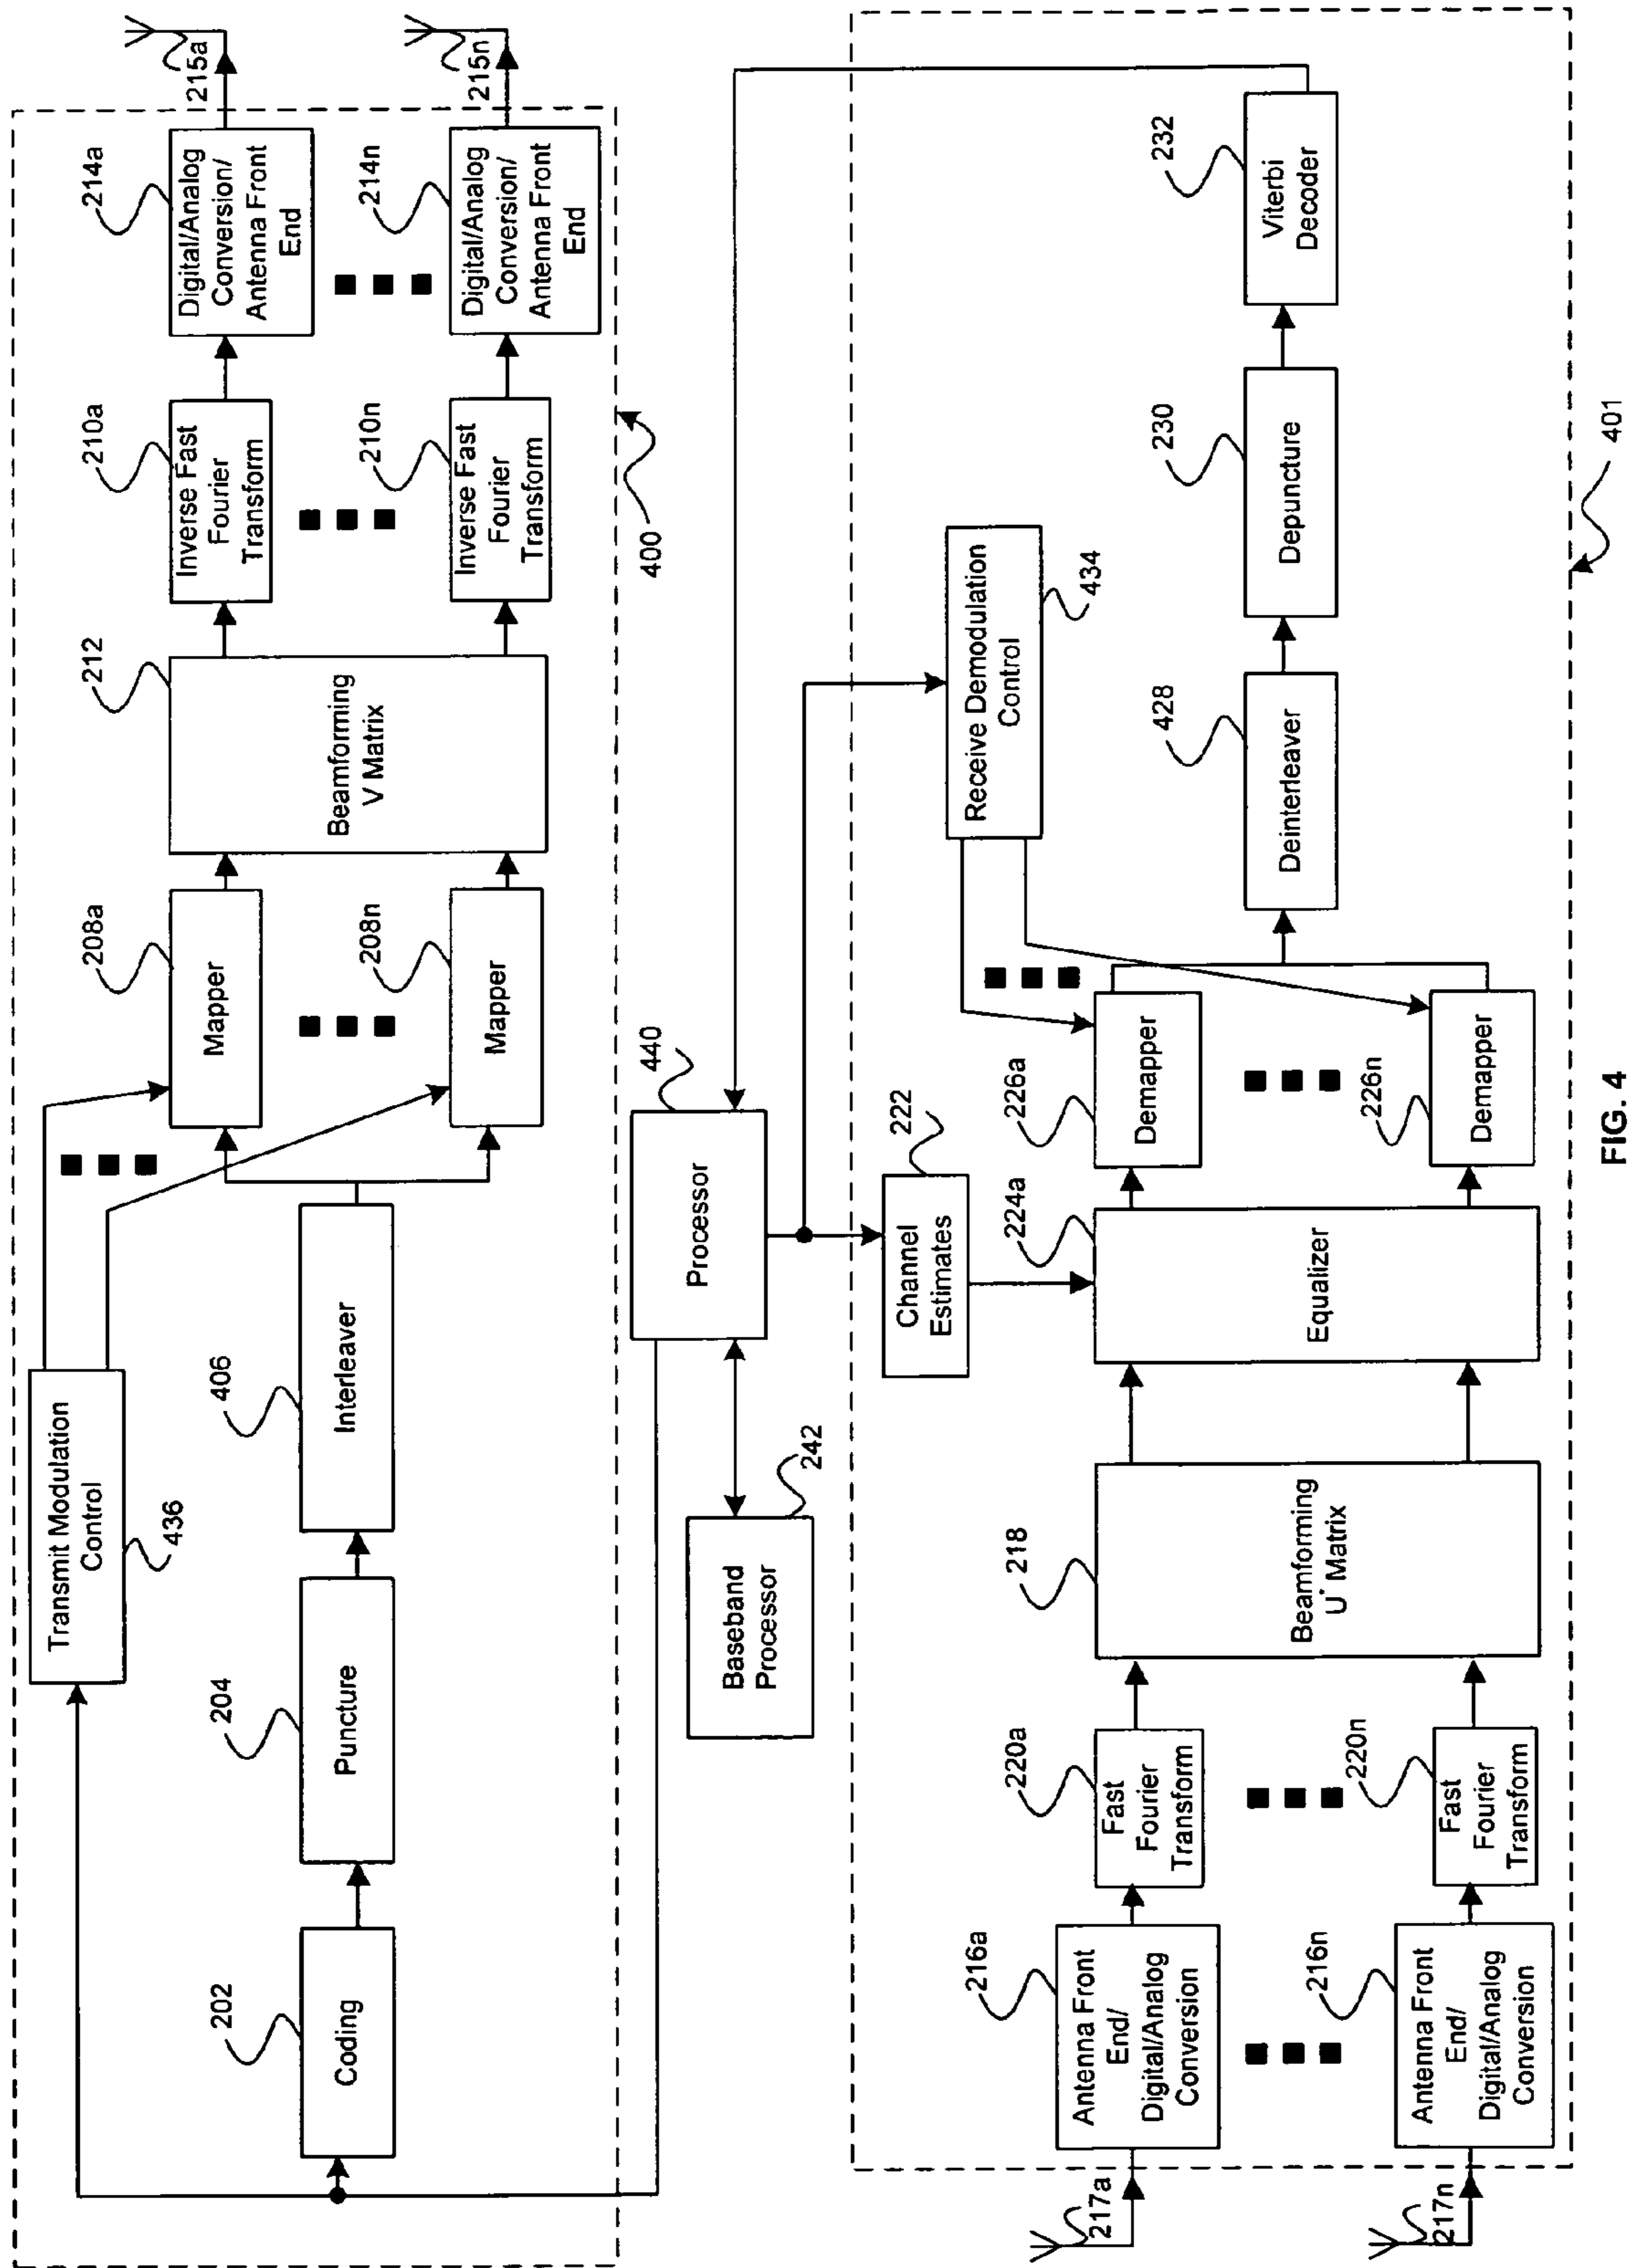 215a
215n
214a
Digital/Analog
Conversion/
Antenna Front
End
214n
Digital/Analog
Conversion/
Antenna Front
End
210a
Inverse Fast
Fourier
Transform
210n
Inverse Fast
Fourier
Transform
400
212
Beamforming
V Matrix
208a
Mapper
208n
Mapper
Transmit Modulation
Control
436
406
Interleaver
204
Puncture
202
Coding
440
Processor
242
Baseband
Processor
232
Viterbi
Decoder
230
Depuncture
428
Deinterleaver
Receive Demodulation
Control
434
401
222
Channel
Estimates
226a
Demapper
226n
Demapper
224a
Equalizer
218
Beamforming
U* Matrix
220a
Fast
Fourier
Transform
220n
Fast
Fourier
Transform
216a
Antenna Front
End/
Digital/Analog
Conversion
216n
Antenna Front
End/
Digital/Analog
Conversion
217a
217n
FIG. 4